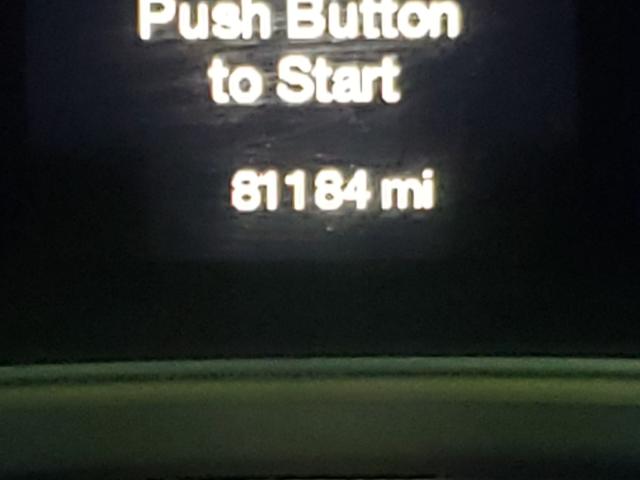 Push Button
to Start
81184 mi